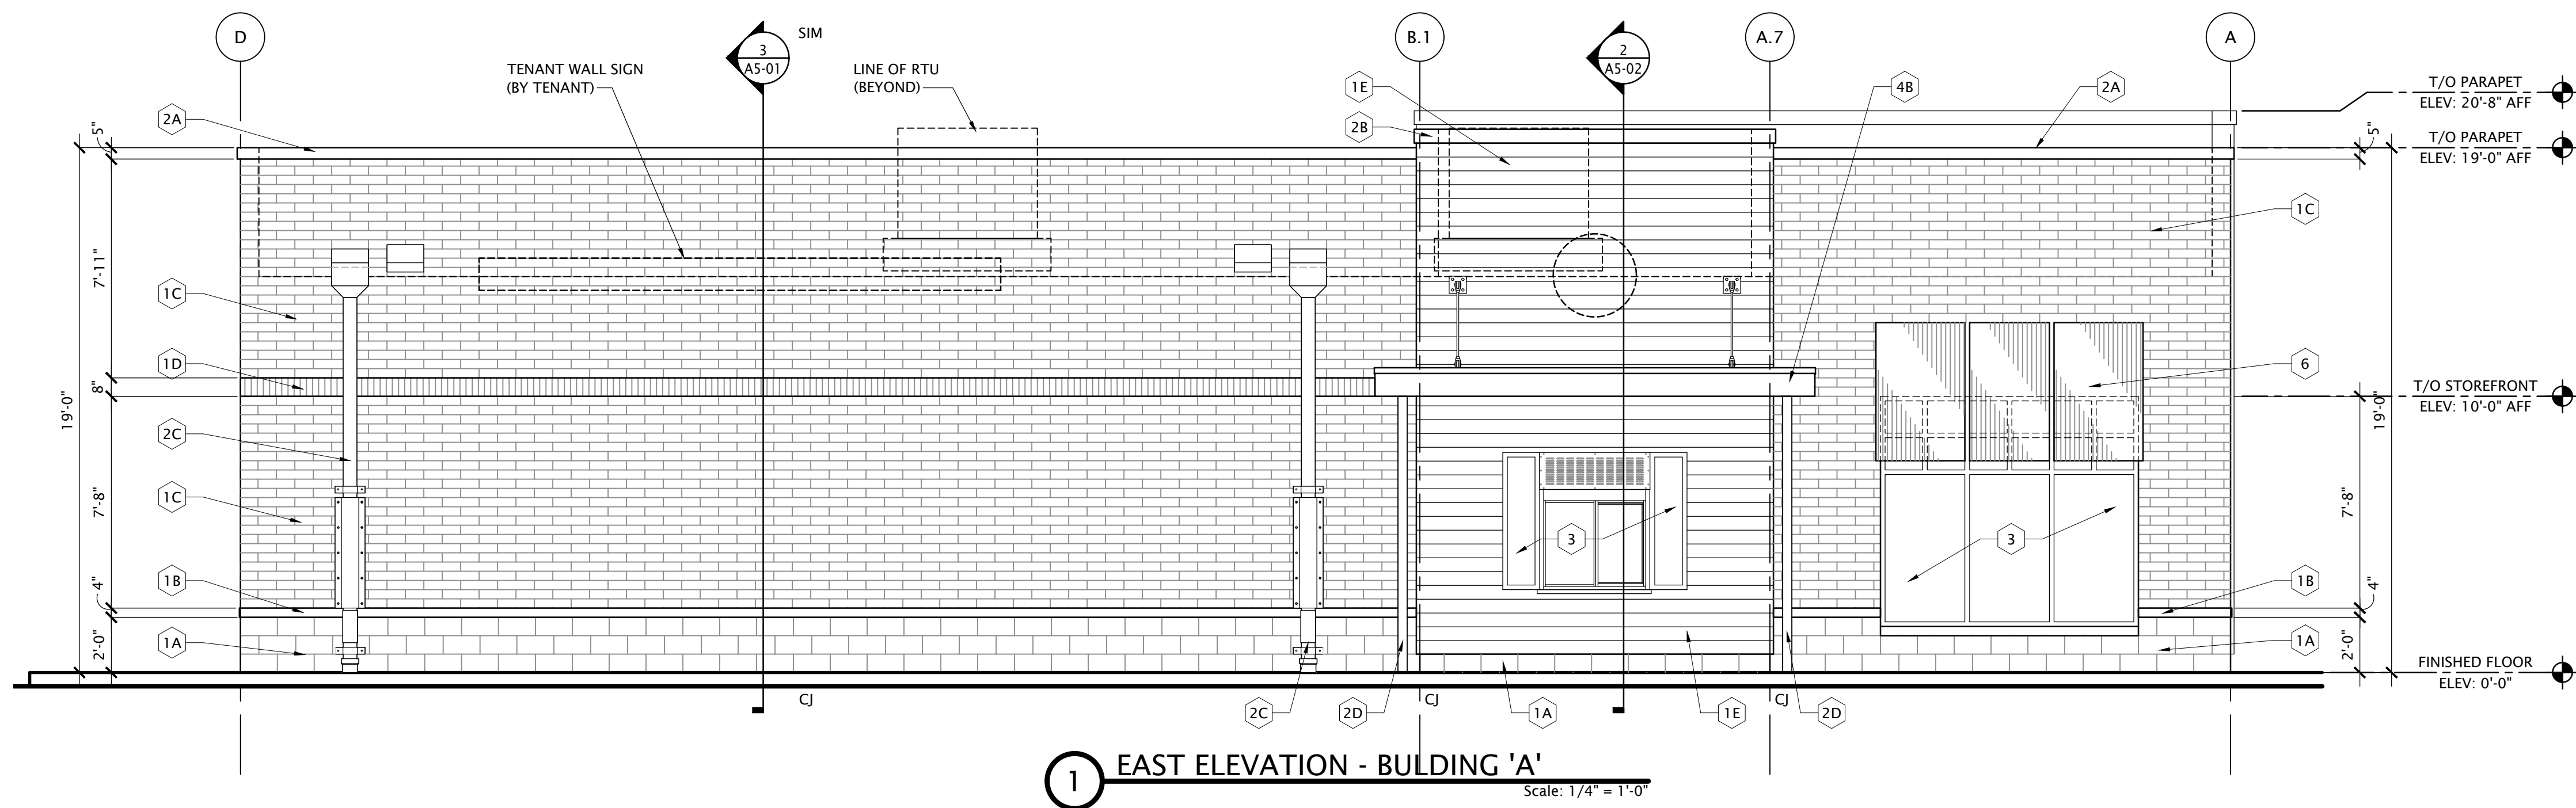 D
3
A5-01
SIM
B.1
2
A5-02
A.7
A
TENANT WALL SIGN
(BY TENANT)
LINE OF RTU
(BEYOND)
1E
4B
2A
T/O PARAPET
ELEV: 20'-8" AFF
2A
2B
5"
5"
T/O PARAPET
ELEV: 19'-0" AFF
1C
7'-11"
1C
1D
6
8"
T/O STOREFRONT
ELEV: 10'-0" AFF
19'-0"
19'-0"
2C
1C
7'-8"
7'-8"
3
3
1B
4"
1B
4"
1A
2'-0"
1A
2'-0"
FINISHED FLOOR
ELEV: 0'-0"
CJ
CJ
CJ
2C
2D
1A
1E
2D
1
EAST ELEVATION - BULDING 'A'
Scale: 1/4" = 1'-0"